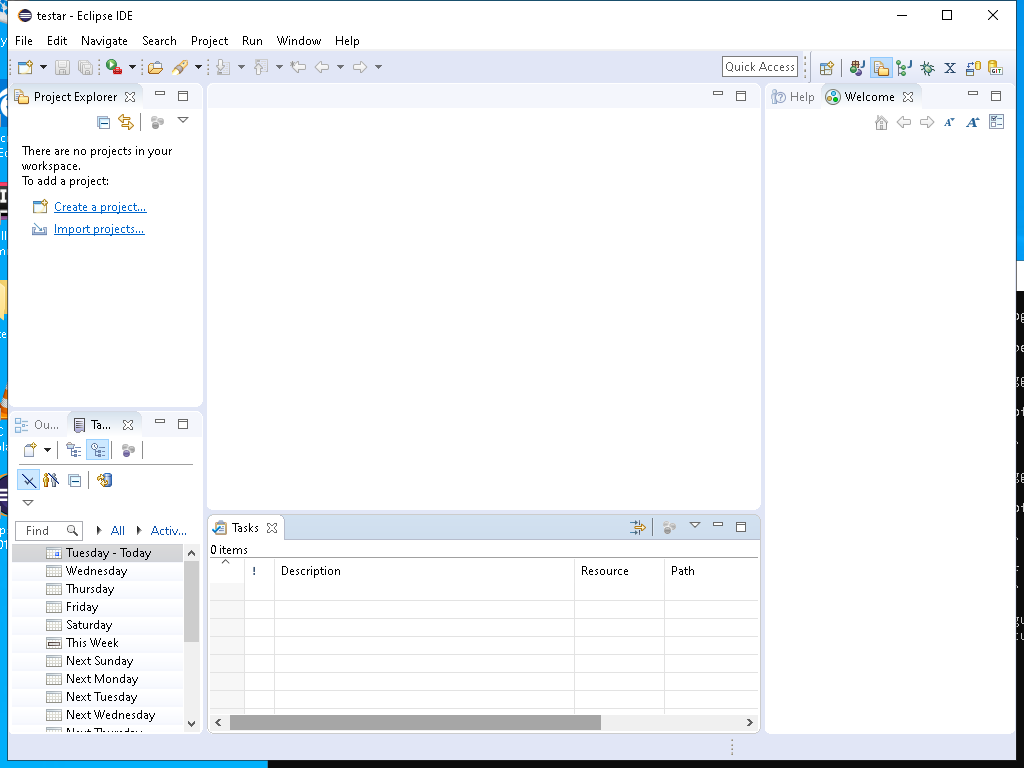 testar - Eclipse IDE
File Edit Navigate Search Project Run Window Help
Quick Access
Project Explorer
Help Welcome
There are no projects in your
workspace.
To add a project:
Create a project...
Import projects...
Ou... Ta...
Find All Activ...
Tuesday - Today
Wednesday
Thursday
Friday
Saturday
This Week
Next Sunday
Next Monday
Next Tuesday
Next Wednesday
Next Thursday
Tasks
0 items
! Description Resource Path